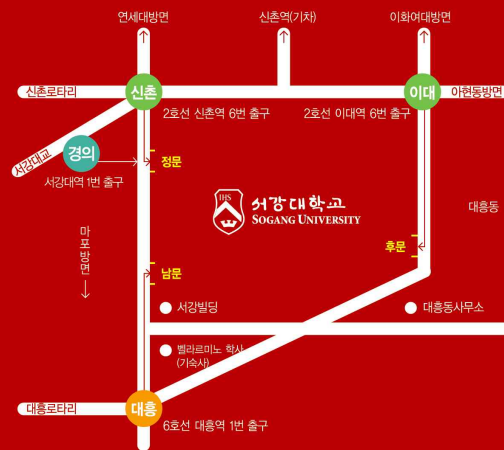 연세대방면
신촌역(기차)
이화여대방면
신촌로타리
신촌
이대
아현동방면
2호선 신촌역 6번 출구
2호선 이대역 6번 출구
서강대교
경의
정문
서강대역 1번 출구
IHS
서강대학교
SOGANG UNIVERSITY
대흥동
마포방면
후문
남문
서강빌딩
대흥동사무소
벨라르미노 학사
(기숙사)
대흥로타리
대흥
6호선 대흥역 1번 출구